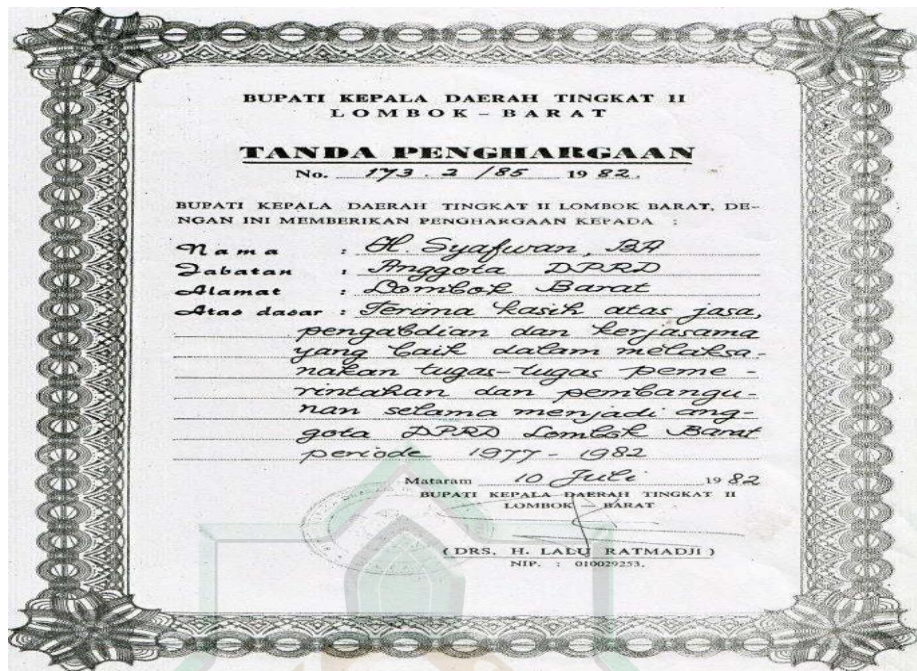 BUPATI KEPALA DAERAH TINGKAT II
LOMBOK - BARAT
TANDA PENGHARGAAN
No. 173.2/85 1982.
BUPATI KEPALA DAERAH TINGKAT II LOMBOK BARAT, DE-
NGAN INI MEMBERIKAN PENGHARGAAN KEPADA :
Nama : H. Syafwan, BA
Jabatan : Anggota DPRD
Alamat : Lombok Barat
Atas dasar : Terima kasih atas jasa,
pengabdian dan kerjasama
yang baik dalam melaksa-
nakan tugas-tugas peme-
rintahan dan pembangu-
nan selama menjadi ang-
gota DPRD Lombok Barat
periode 1977 - 1982
Mataram 10 Juli 1982
BUPATI KEPALA DAERAH TINGKAT II
LOMBOK - BARAT
(DRS. H. LALU RATMADJI)
NIP. : 010029253.